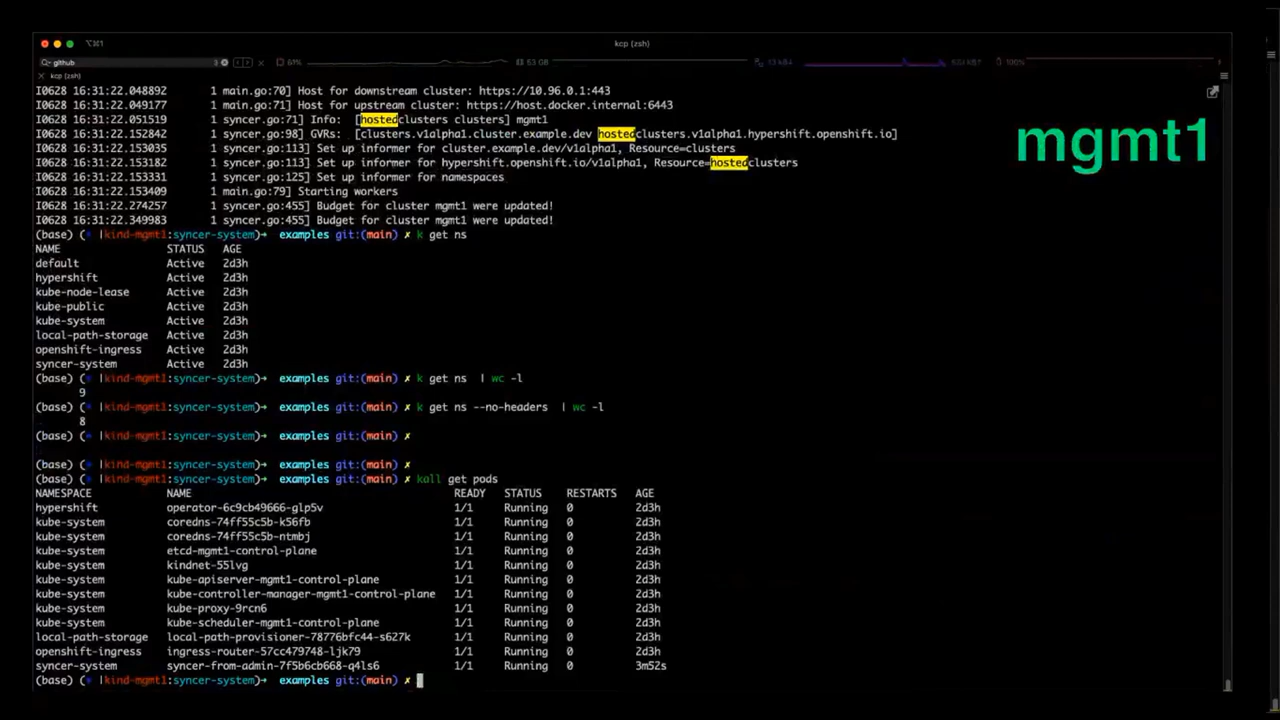 kcp (zsh)
github 3 61% 63 GB 13 kB↓ 100%
kcp (zsh)
I0628 16:31:22.048892 1 main.go:70] Host for downstream cluster: https://10.96.0.1:443
I0628 16:31:22.049177 1 main.go:71] Host for upstream cluster: https://host.docker.internal:6443
I0628 16:31:22.051519 1 syncer.go:71] Info: [hostedclusters clusters] mgmt1
I0628 16:31:22.152842 1 syncer.go:98] GVRs: [clusters.v1alpha1.cluster.example.dev hostedclusters.v1alpha1.hypershift.openshift.io]
I0628 16:31:22.153035 1 syncer.go:113] Set up informer for cluster.example.dev/v1alpha1, Resource=clusters
I0628 16:31:22.153182 1 syncer.go:113] Set up informer for hypershift.openshift.io/v1alpha1, Resource=hostedclusters
I0628 16:31:22.153331 1 syncer.go:125] Set up informer for namespaces
I0628 16:31:22.153409 1 main.go:79] Starting workers
I0628 16:31:22.274257 1 syncer.go:455] Budget for cluster mgmt1 were updated!
I0628 16:31:22.349983 1 syncer.go:455] Budget for cluster mgmt1 were updated!
mgmt1
(base) (⎈ |kind-mgmt1:syncer-system)→ examples git:(main) ✗ k get ns
NAME STATUS AGE
default Active 2d3h
hypershift Active 2d3h
kube-node-lease Active 2d3h
kube-public Active 2d3h
kube-system Active 2d3h
local-path-storage Active 2d3h
openshift-ingress Active 2d3h
syncer-system Active 2d3h
(base) (⎈ |kind-mgmt1:syncer-system)→ examples git:(main) ✗ k get ns | wc -l
9
(base) (⎈ |kind-mgmt1:syncer-system)→ examples git:(main) ✗ k get ns --no-headers | wc -l
8
(base) (⎈ |kind-mgmt1:syncer-system)→ examples git:(main) ✗
(base) (⎈ |kind-mgmt1:syncer-system)→ examples git:(main) ✗
(base) (⎈ |kind-mgmt1:syncer-system)→ examples git:(main) ✗ kall get pods
NAMESPACE NAME READY STATUS RESTARTS AGE
hypershift operator-6c9cb49666-glp5v 1/1 Running 0 2d3h
kube-system coredns-74ff55c5b-k56fb 1/1 Running 0 2d3h
kube-system coredns-74ff55c5b-ntmbj 1/1 Running 0 2d3h
kube-system etcd-mgmt1-control-plane 1/1 Running 0 2d3h
kube-system kindnet-55lvg 1/1 Running 0 2d3h
kube-system kube-apiserver-mgmt1-control-plane 1/1 Running 0 2d3h
kube-system kube-controller-manager-mgmt1-control-plane 1/1 Running 0 2d3h
kube-system kube-proxy-9rcn6 1/1 Running 0 2d3h
kube-system kube-scheduler-mgmt1-control-plane 1/1 Running 0 2d3h
local-path-storage local-path-provisioner-78776bfc44-s627k 1/1 Running 0 2d3h
openshift-ingress ingress-router-57cc479748-ljk79 1/1 Running 0 2d3h
syncer-system syncer-from-admin-7f5b6cb668-q4ls6 1/1 Running 0 3m52s
(base) (⎈ |kind-mgmt1:syncer-system)→ examples git:(main) ✗